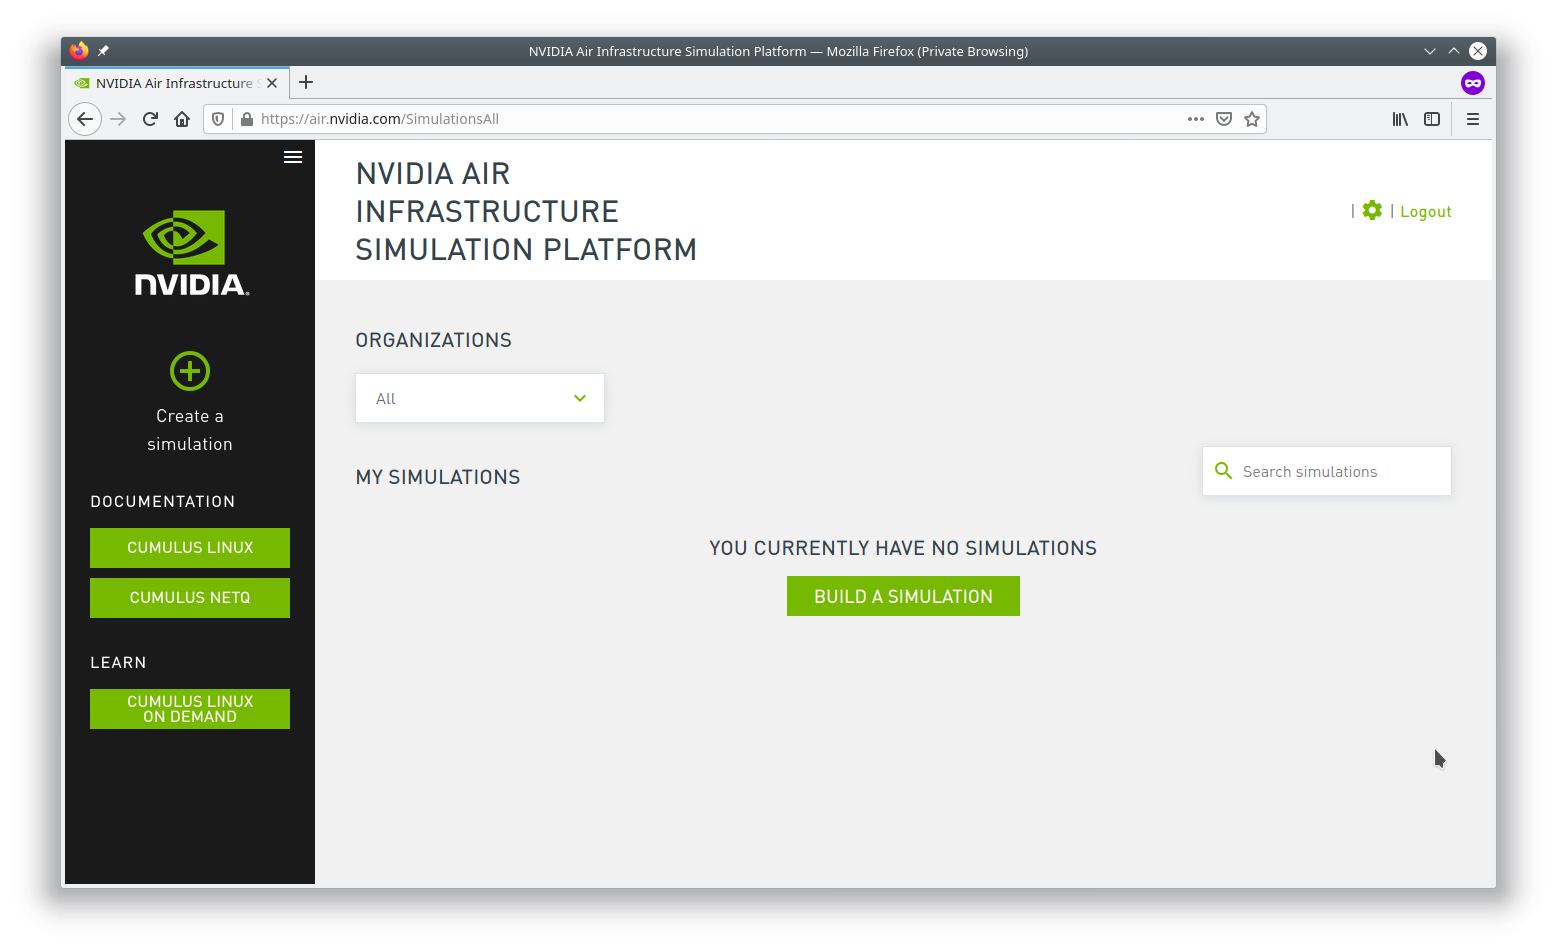 NVIDIA Air Infrastructure Simulation Platform — Mozilla Firefox (Private Browsing)
NVIDIA Air Infrastructure S
https://air.nvidia.com/SimulationsAll
NVIDIA AIR
INFRASTRUCTURE
SIMULATION PLATFORM
| | Logout
NVIDIA.
Create a
simulation
DOCUMENTATION
CUMULUS LINUX
CUMULUS NETQ
LEARN
CUMULUS LINUX
ON DEMAND
ORGANIZATIONS
All
MY SIMULATIONS
Search simulations
YOU CURRENTLY HAVE NO SIMULATIONS
BUILD A SIMULATION